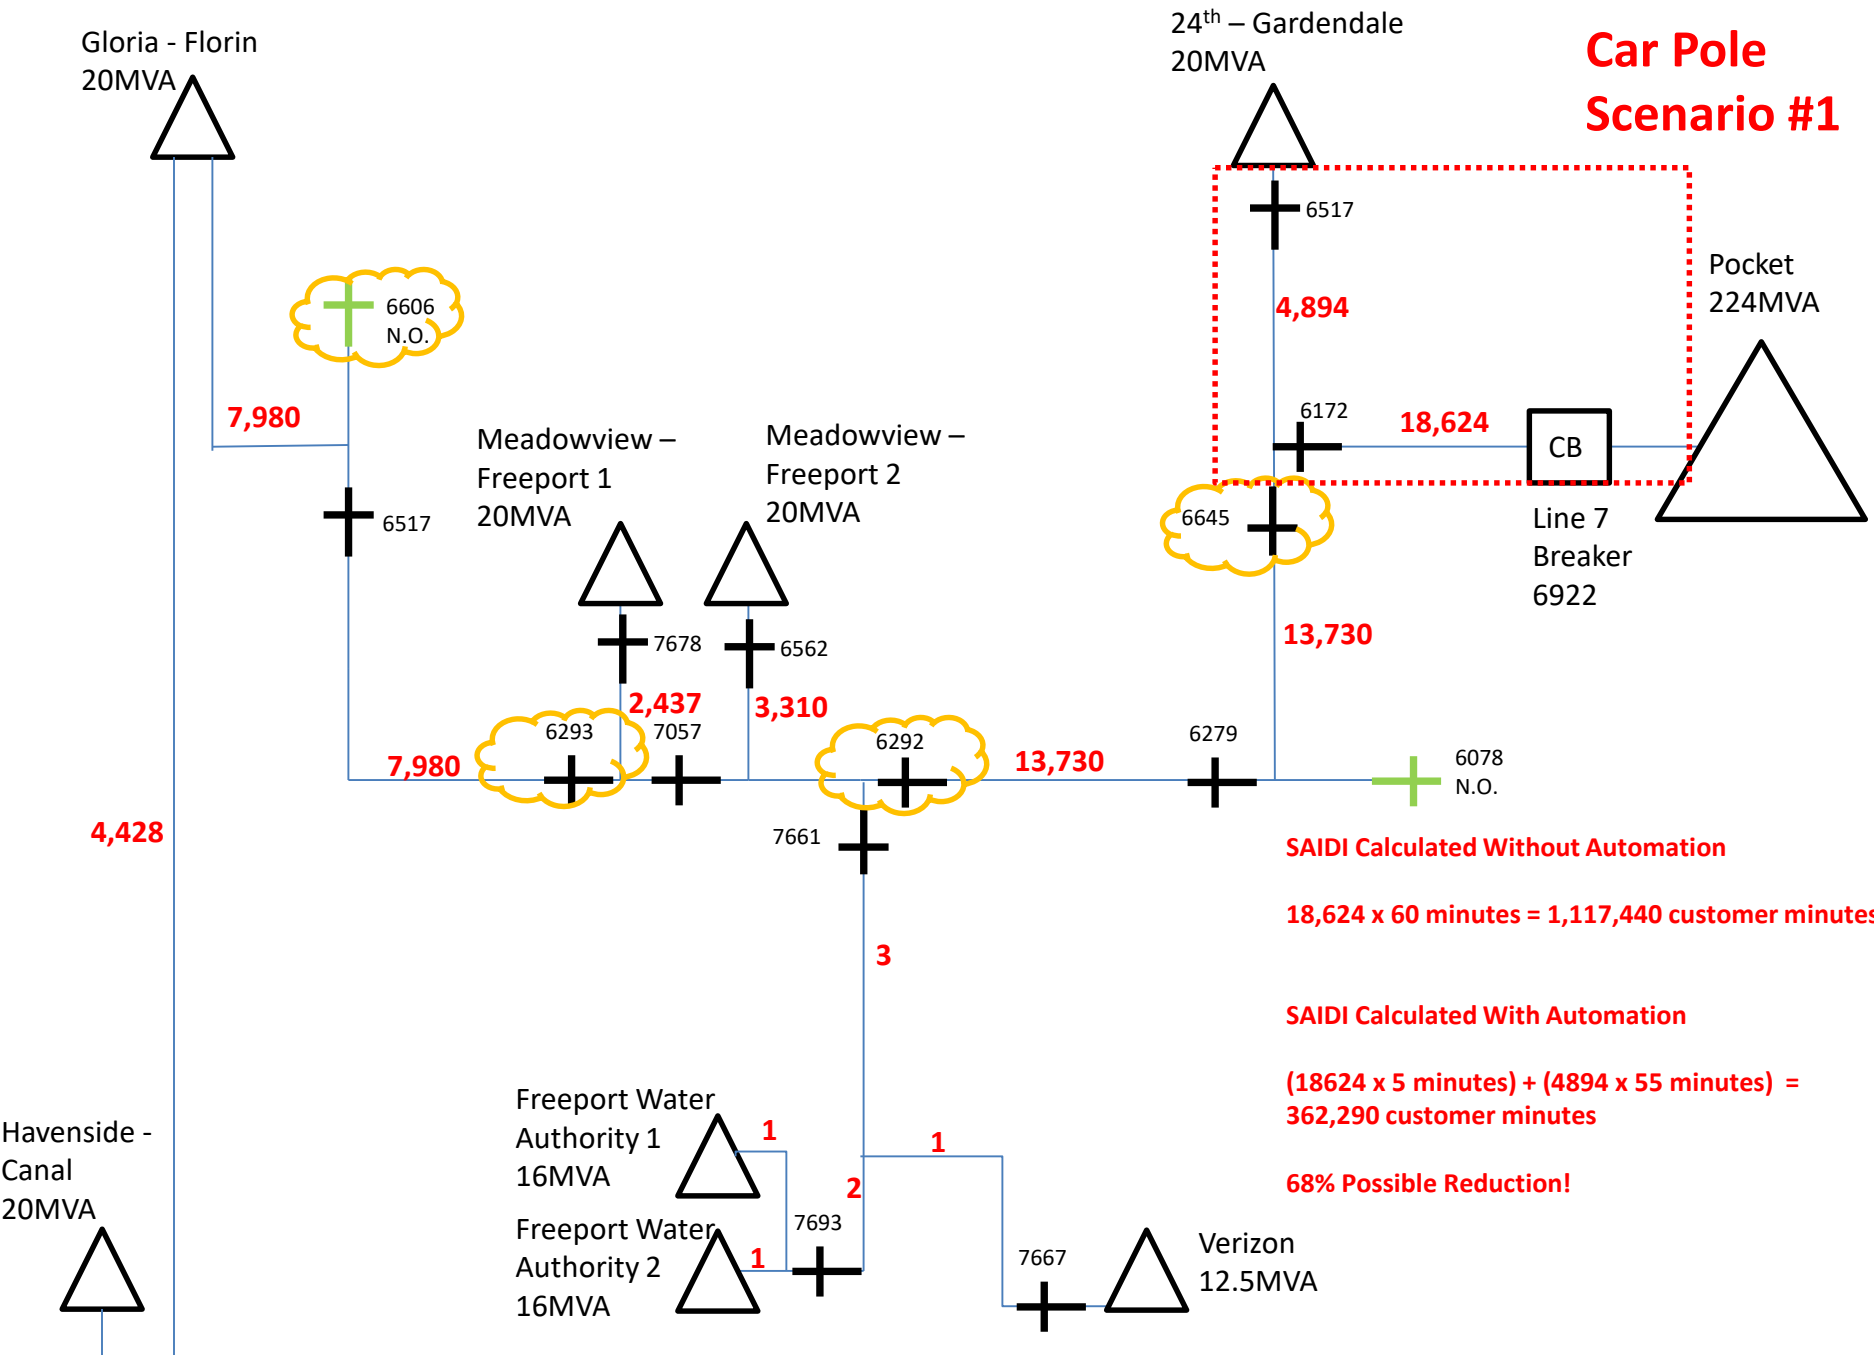 Gloria - Florin
20MVA
24th – Gardendale
20MVA
Car Pole
Scenario #1
6517
6606
N.O.
Pocket
224MVA
4,894
7,980
6172
18,624
CB
Meadowview –
Freeport 1
20MVA
Meadowview –
Freeport 2
20MVA
6517
6645
Line 7
Breaker
6922
7678
6562
13,730
2,437
3,310
6293
7057
6292
6279
7,980
13,730
6078
N.O.
4,428
7661
SAIDI Calculated Without Automation
18,624 x 60 minutes = 1,117,440 customer minutes
3
SAIDI Calculated With Automation
(18624 x 5 minutes) + (4894 x 55 minutes) =
362,290 customer minutes
68% Possible Reduction!
Freeport Water
Authority 1
16MVA
1
1
2
Havenside -
Canal
20MVA
Freeport Water
Authority 2
16MVA
1
7693
7667
Verizon
12.5MVA